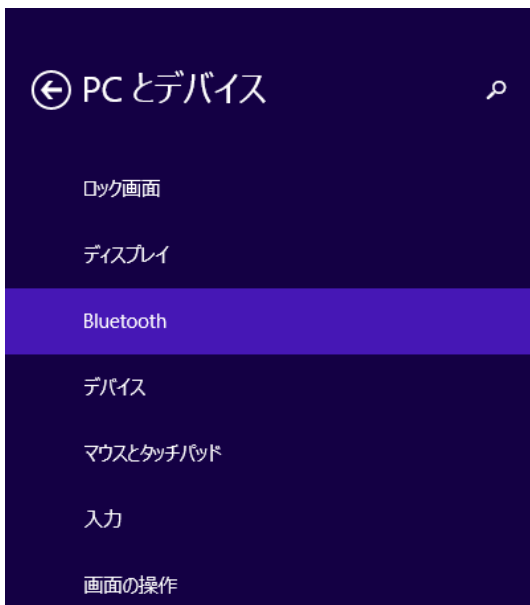 PC とデバイス
ロック画面
ディスプレイ
Bluetooth
デバイス
マウスとタッチパッド
入力
画面の操作